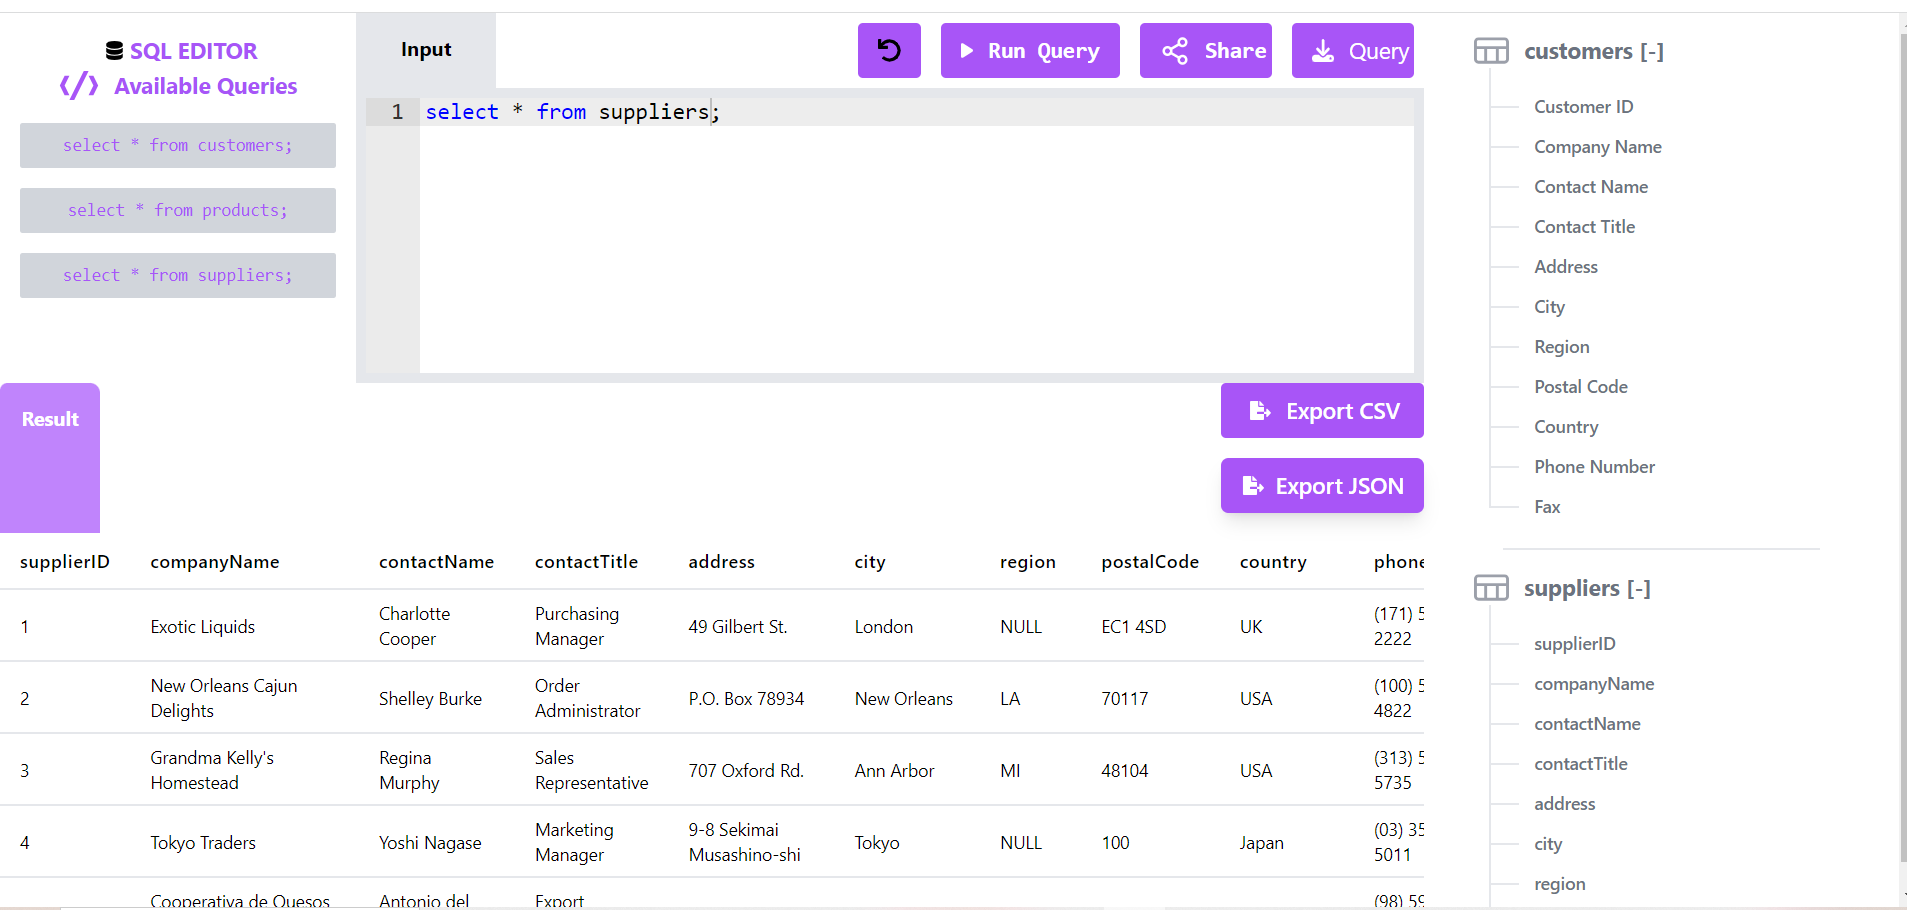 SQL EDITOR
Available Queries
select * from customers;
select * from products;
select * from suppliers;
Input
Run Query
Share
Query
1 select * from suppliers;
Result
Export CSV
Export JSON
supplierID companyName contactName contactTitle address city region postalCode country phone
1 Exotic Liquids Charlotte Cooper Purchasing Manager 49 Gilbert St. London NULL EC1 4SD UK (171) 5 2222
2 New Orleans Cajun Delights Shelley Burke Order Administrator P.O. Box 78934 New Orleans LA 70117 USA (100) 5 4822
3 Grandma Kelly's Homestead Regina Murphy Sales Representative 707 Oxford Rd. Ann Arbor MI 48104 USA (313) 5 5735
4 Tokyo Traders Yoshi Nagase Marketing Manager 9-8 Sekimai Musashino-shi Tokyo NULL 100 Japan (03) 35 5011
Cooperativa de Quesos Antonio del Export (98) 59
customers [-]
Customer ID
Company Name
Contact Name
Contact Title
Address
City
Region
Postal Code
Country
Phone Number
Fax
suppliers [-]
supplierID
companyName
contactName
contactTitle
address
city
region